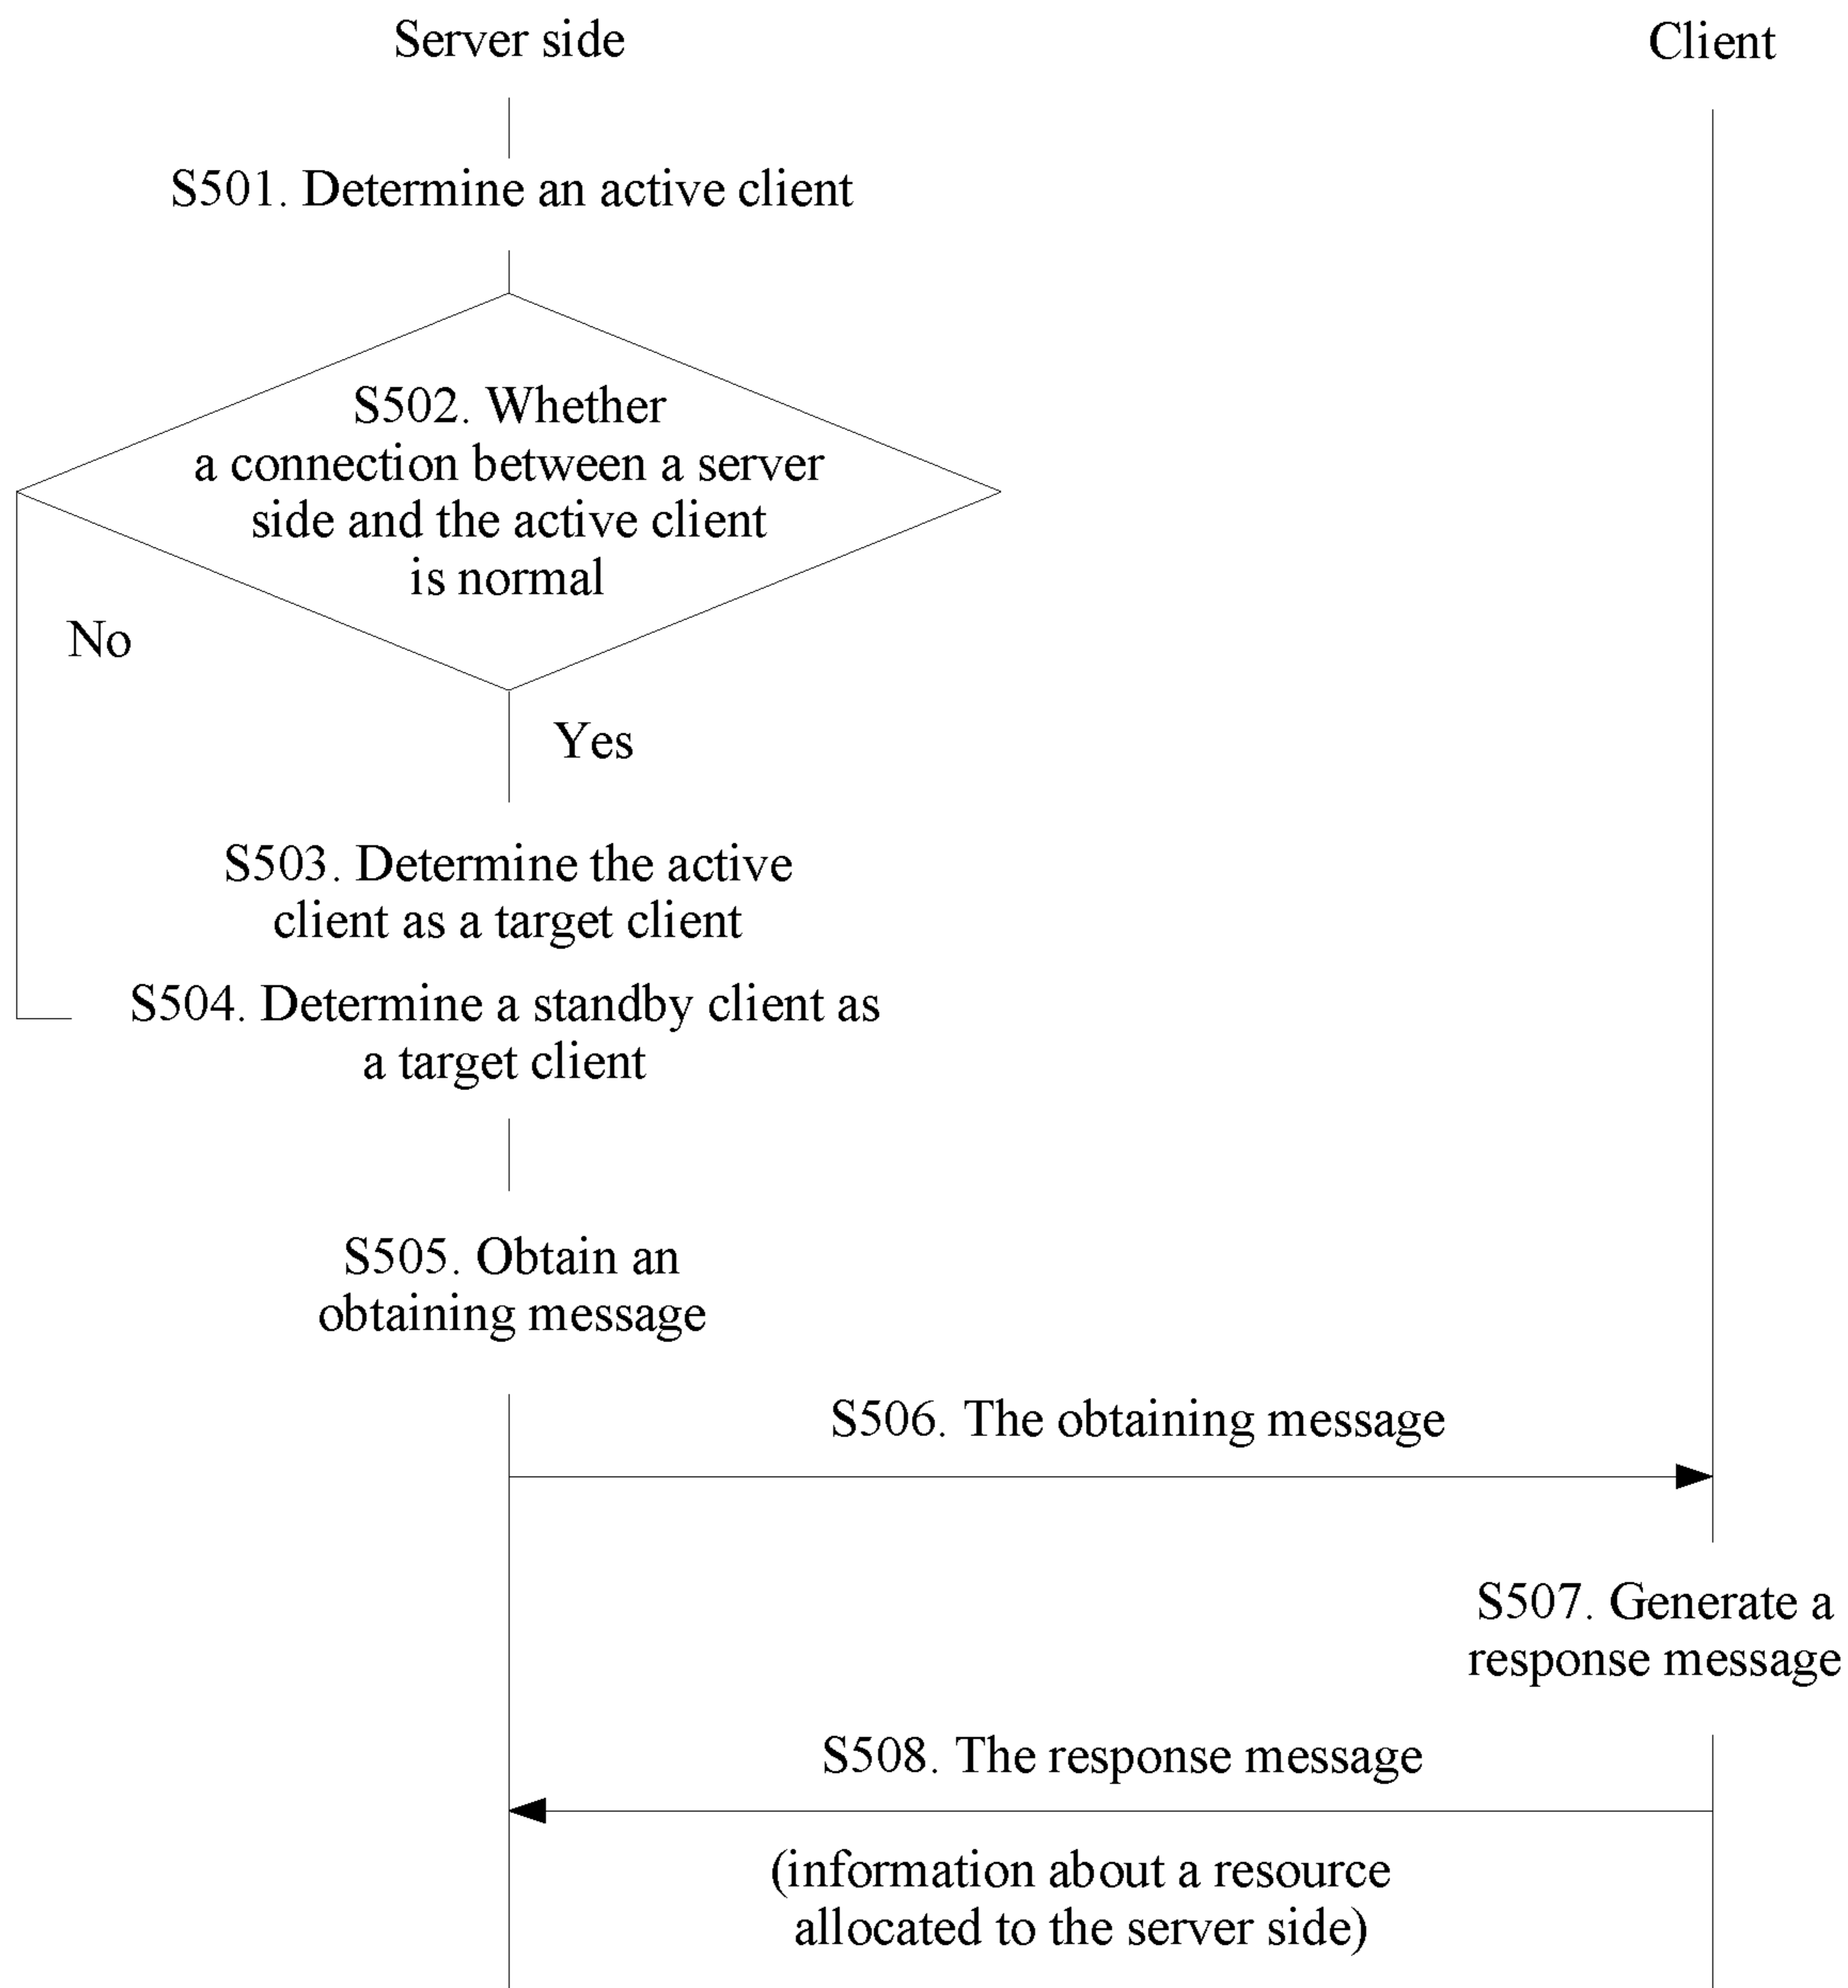 Server side
Client
S501. Determine an active client
S502. Whether
a connection between a server
side and the active client
is normal
No
Yes
S503. Determine the active
client as a target client
S504. Determine a standby client as
a target client
S505. Obtain an
obtaining message
S506. The obtaining message
S507. Generate a
response message
S508. The response message
(information about a resource
allocated to the server side)